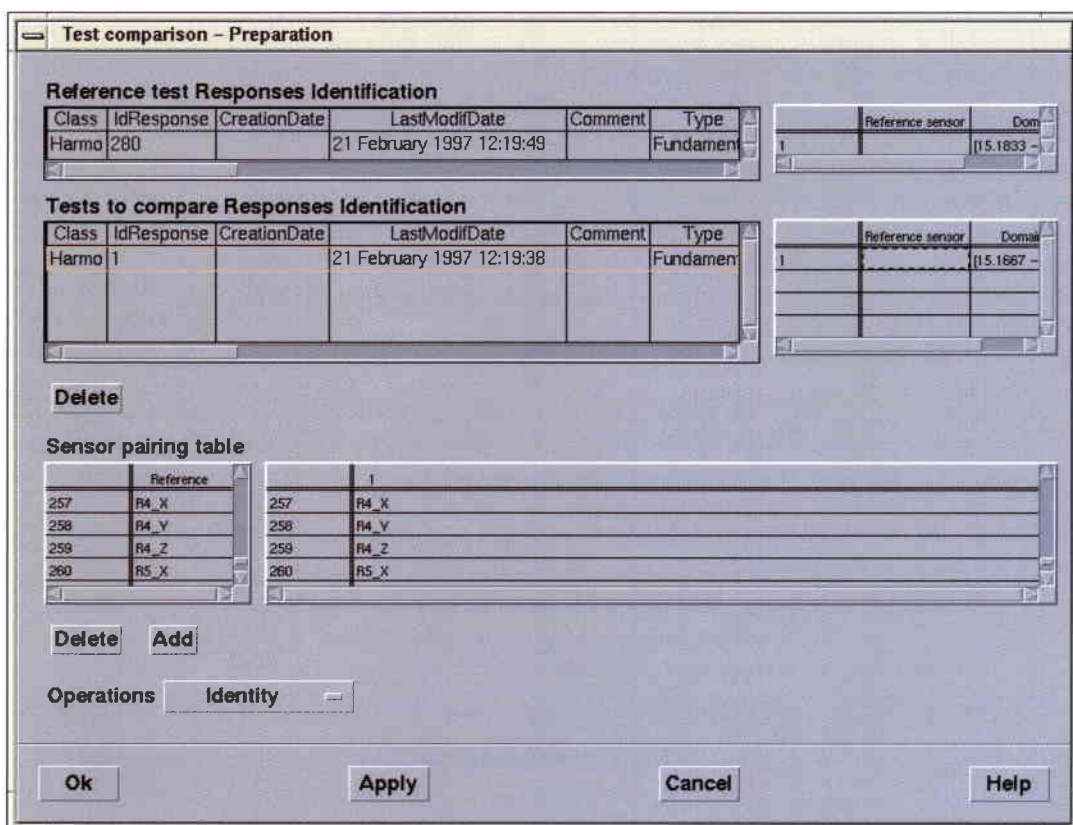 Test comparison – Preparation
Reference test Responses Identification
Class IdResponse CreationDate LastModifDate Comment Type
Harmo 280 21 February 1997 12:19:49 Fundament
Reference sensor Dom
1 [15.1833 –
Tests to compare Responses Identification
Class IdResponse CreationDate LastModifDate Comment Type
Harmo 1 21 February 1997 12:19:38 Fundament
Reference sensor Domai
1 [15.1667 –
Delete
Sensor pairing table
Reference
257 R4_X
258 R4_Y
259 R4_Z
260 R5_X
1
257 R4_X
258 R4_Y
259 R4_Z
260 R5_X
Delete Add
Operations Identity
Ok Apply Cancel Help